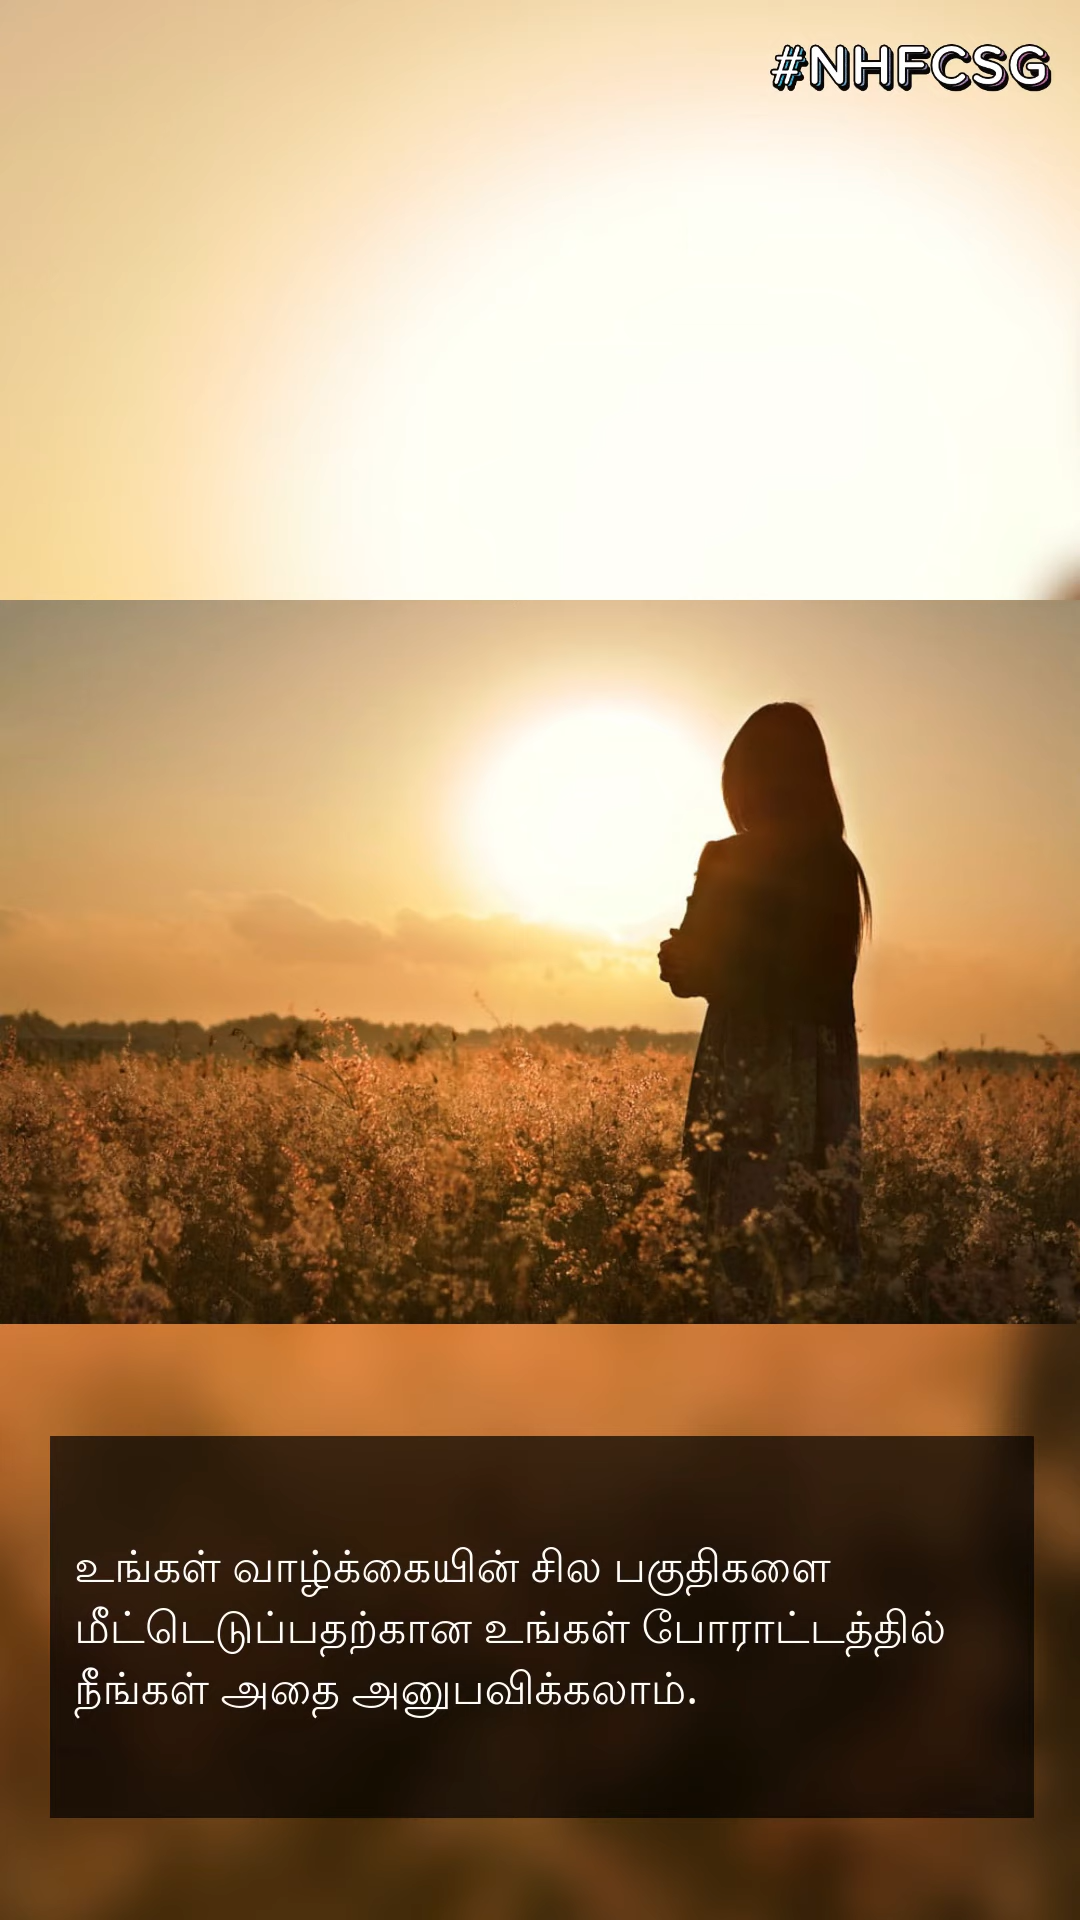 #NHFCSG
உங்கள் வாழ்க்கையின் சில பகுதிகளை
மீட்டெடுப்பதற்கான உங்கள் போராட்டத்தில்
நீங்கள் அதை அனுபவிக்கலாம்.